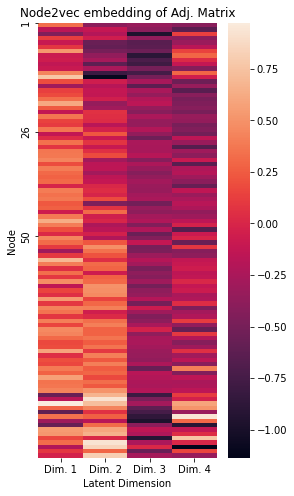 Node2vec embedding of Adj. Matrix
1
26
50
Node
Dim. 1 Dim. 2 Dim. 3 Dim. 4
Latent Dimension
0.75
0.50
0.25
0.00
−0.25
−0.50
−0.75
−1.00